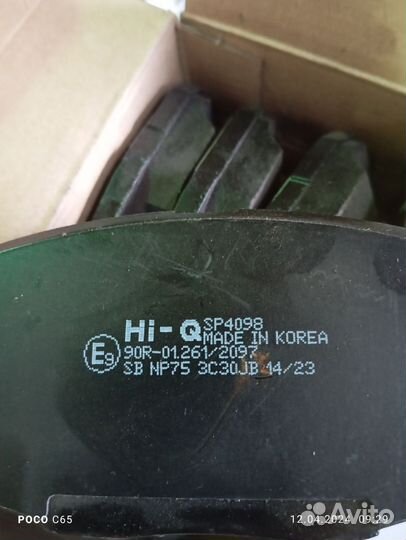 Hi-Q SP4098
MADE IN KOREA
E9 90R-01.261/2097
SB NP75 3C30JB 14/23
POCO C65
12.04.2024 09:29
Avito